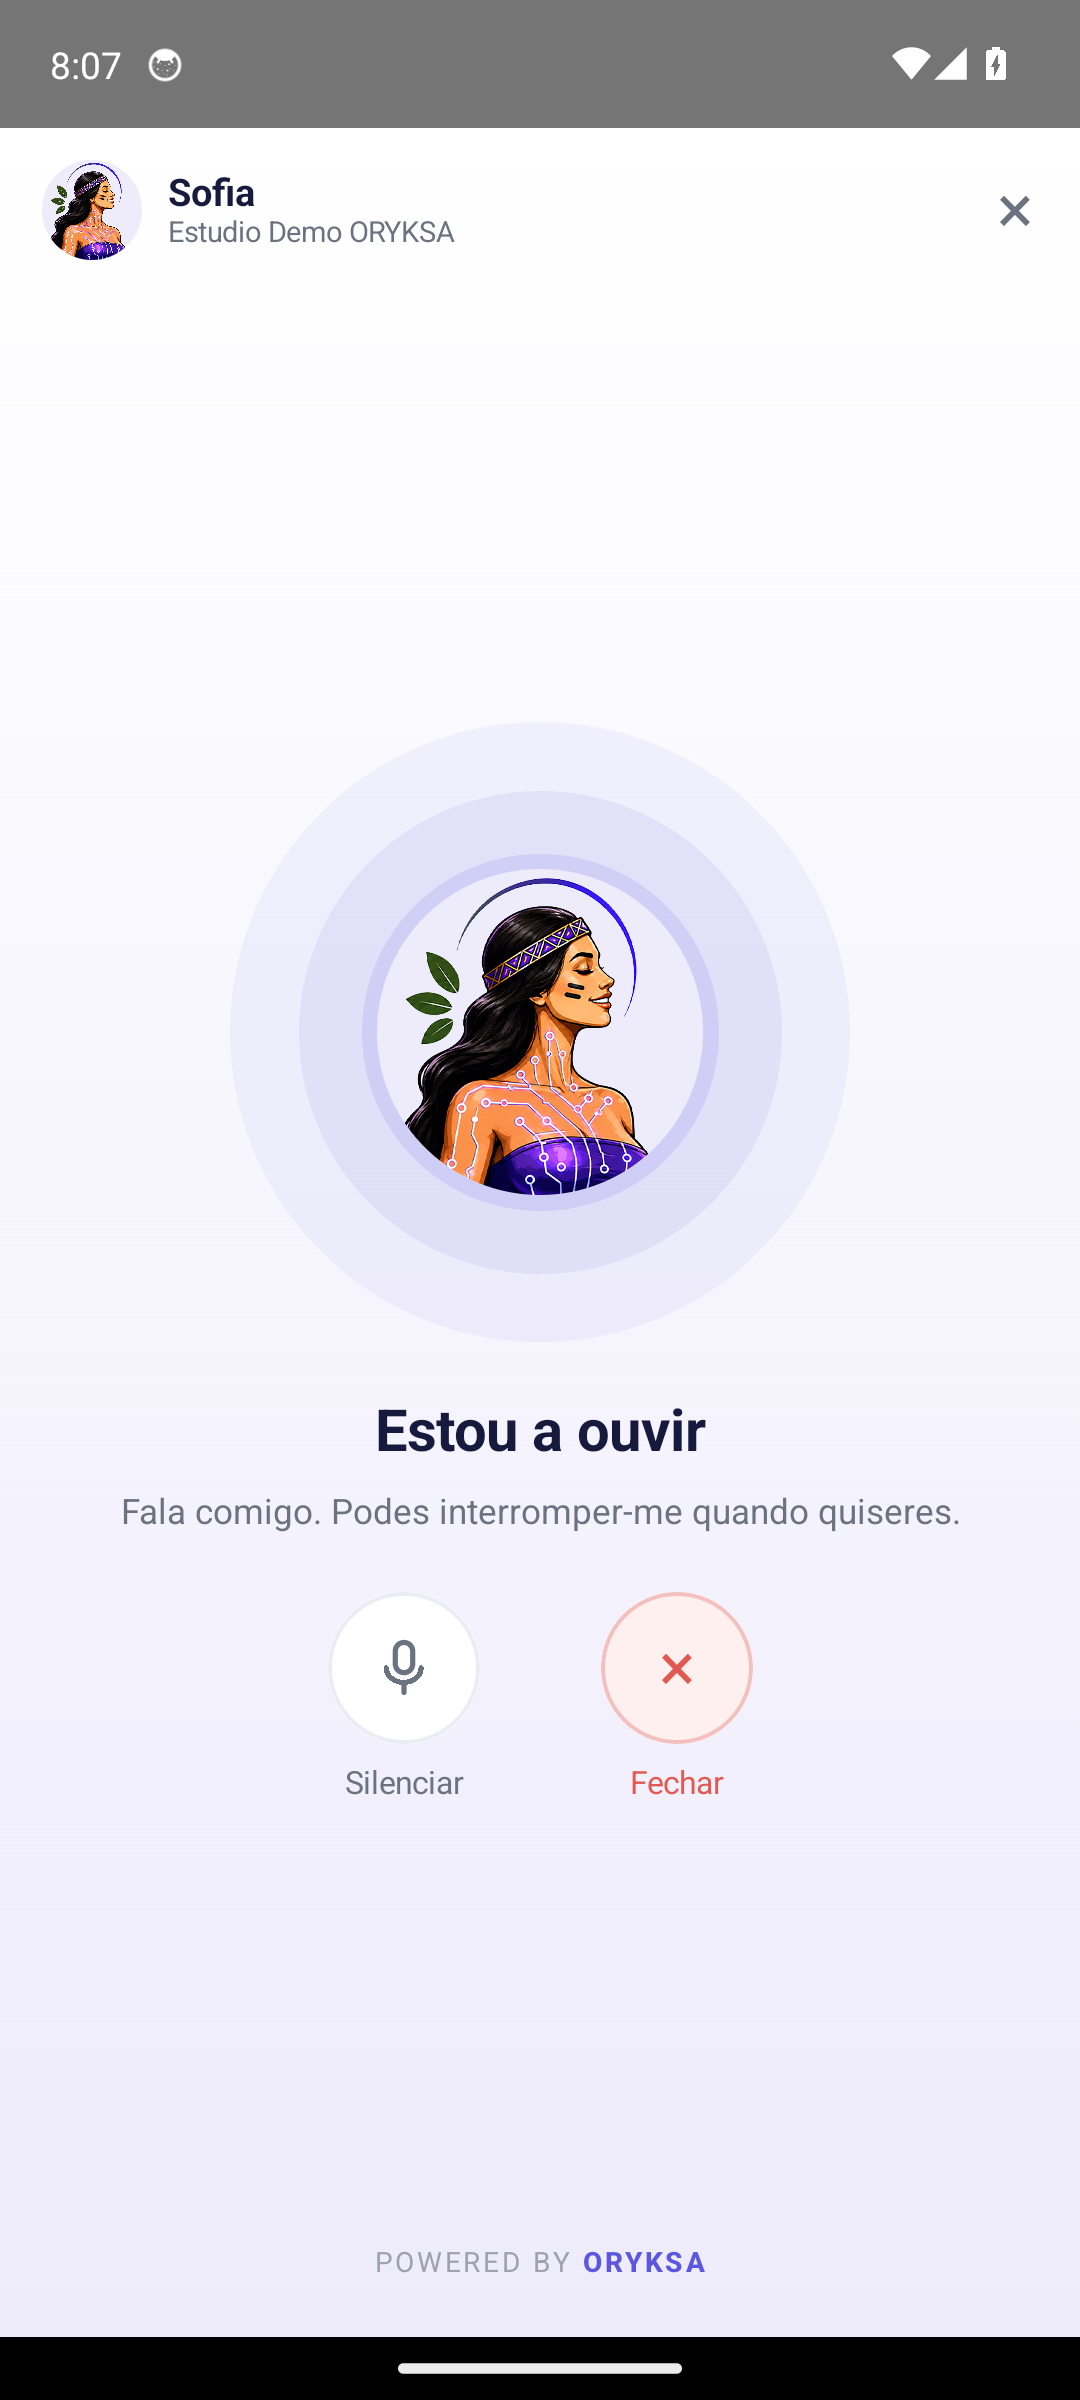 8:07
Sofia
Estudio Demo ORYKSA
Estou a ouvir
Fala comigo. Podes interromper-me quando quiseres.
Silenciar
Fechar
POWERED BY ORYKSA